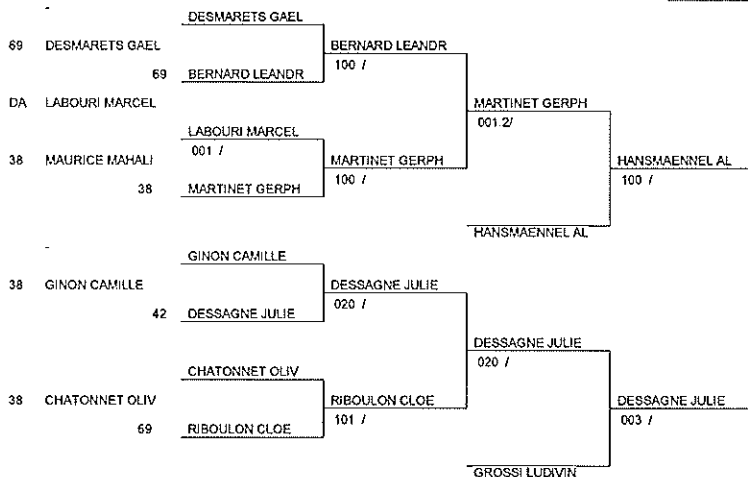 DESMARETS GAEL
69 DESMARETS GAEL
BERNARD LEANDR
100 /
69 BERNARD LEANDR
DA LABOURI MARCEL
MARTINET GERPH
001.2/
LABOURI MARCEL
001 /
38 MAURICE MAHALI
MARTINET GERPH
100 /
HANSMAENNEL AL
100 /
38 MARTINET GERPH
HANSMAENNEL AL
GINON CAMILLE
38 GINON CAMILLE
DESSAGNE JULIE
020 /
42 DESSAGNE JULIE
DESSAGNE JULIE
020 /
CHATONNET OLIV
38 CHATONNET OLIV
RIBOULON CLOE
101 /
DESSAGNE JULIE
003 /
69 RIBOULON CLOE
GROSSI LUDIVIN